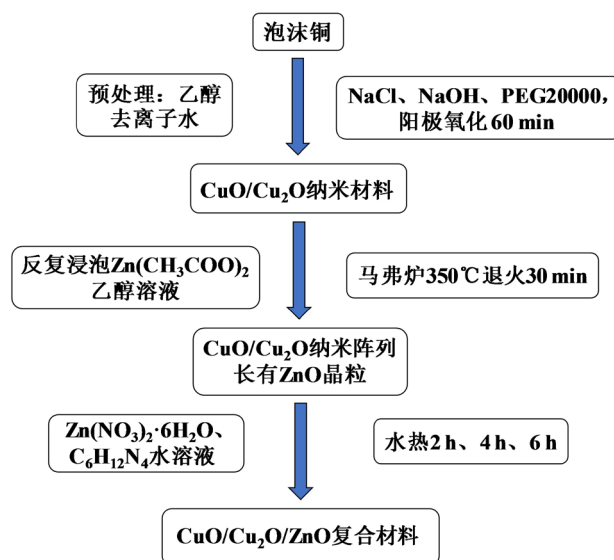 泡沫铜
预处理：乙醇
去离子水
NaCl、NaOH、PEG20000，
阳极氧化60 min
CuO/Cu₂O纳米材料
反复浸泡Zn(CH₃COO)₂
乙醇溶液
马弗炉350℃退火30 min
CuO/Cu₂O纳米阵列
长有ZnO晶粒
Zn(NO₃)₂·6H₂O、
C₆H₁₂N₄水溶液
水热2 h、4 h、6 h
CuO/Cu₂O/ZnO复合材料